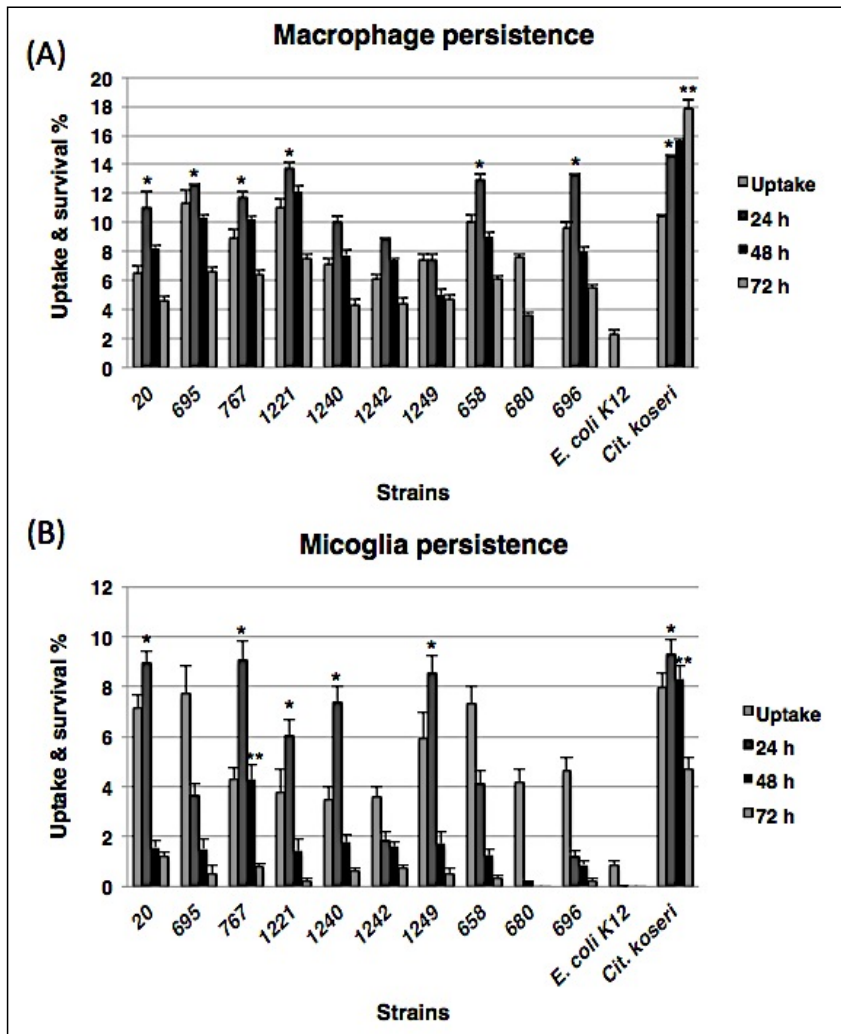 (A)
Macrophage persistence
Uptake & survival %
20
18
16
14
12
10
8
6
4
2
0
* * * * * * * **
20 695 767 1221 1240 1242 1249 658 680 696 E. coli K12 Cit. koseri
Strains
Uptake
24 h
48 h
72 h
(B)
Micoglia persistence
Uptake & survival %
12
10
8
6
4
2
0
* * ** * * * * **
20 695 767 1221 1240 1242 1249 658 680 696 E. coli K12 Cit. koseri
Strains
Uptake
24 h
48 h
72 h